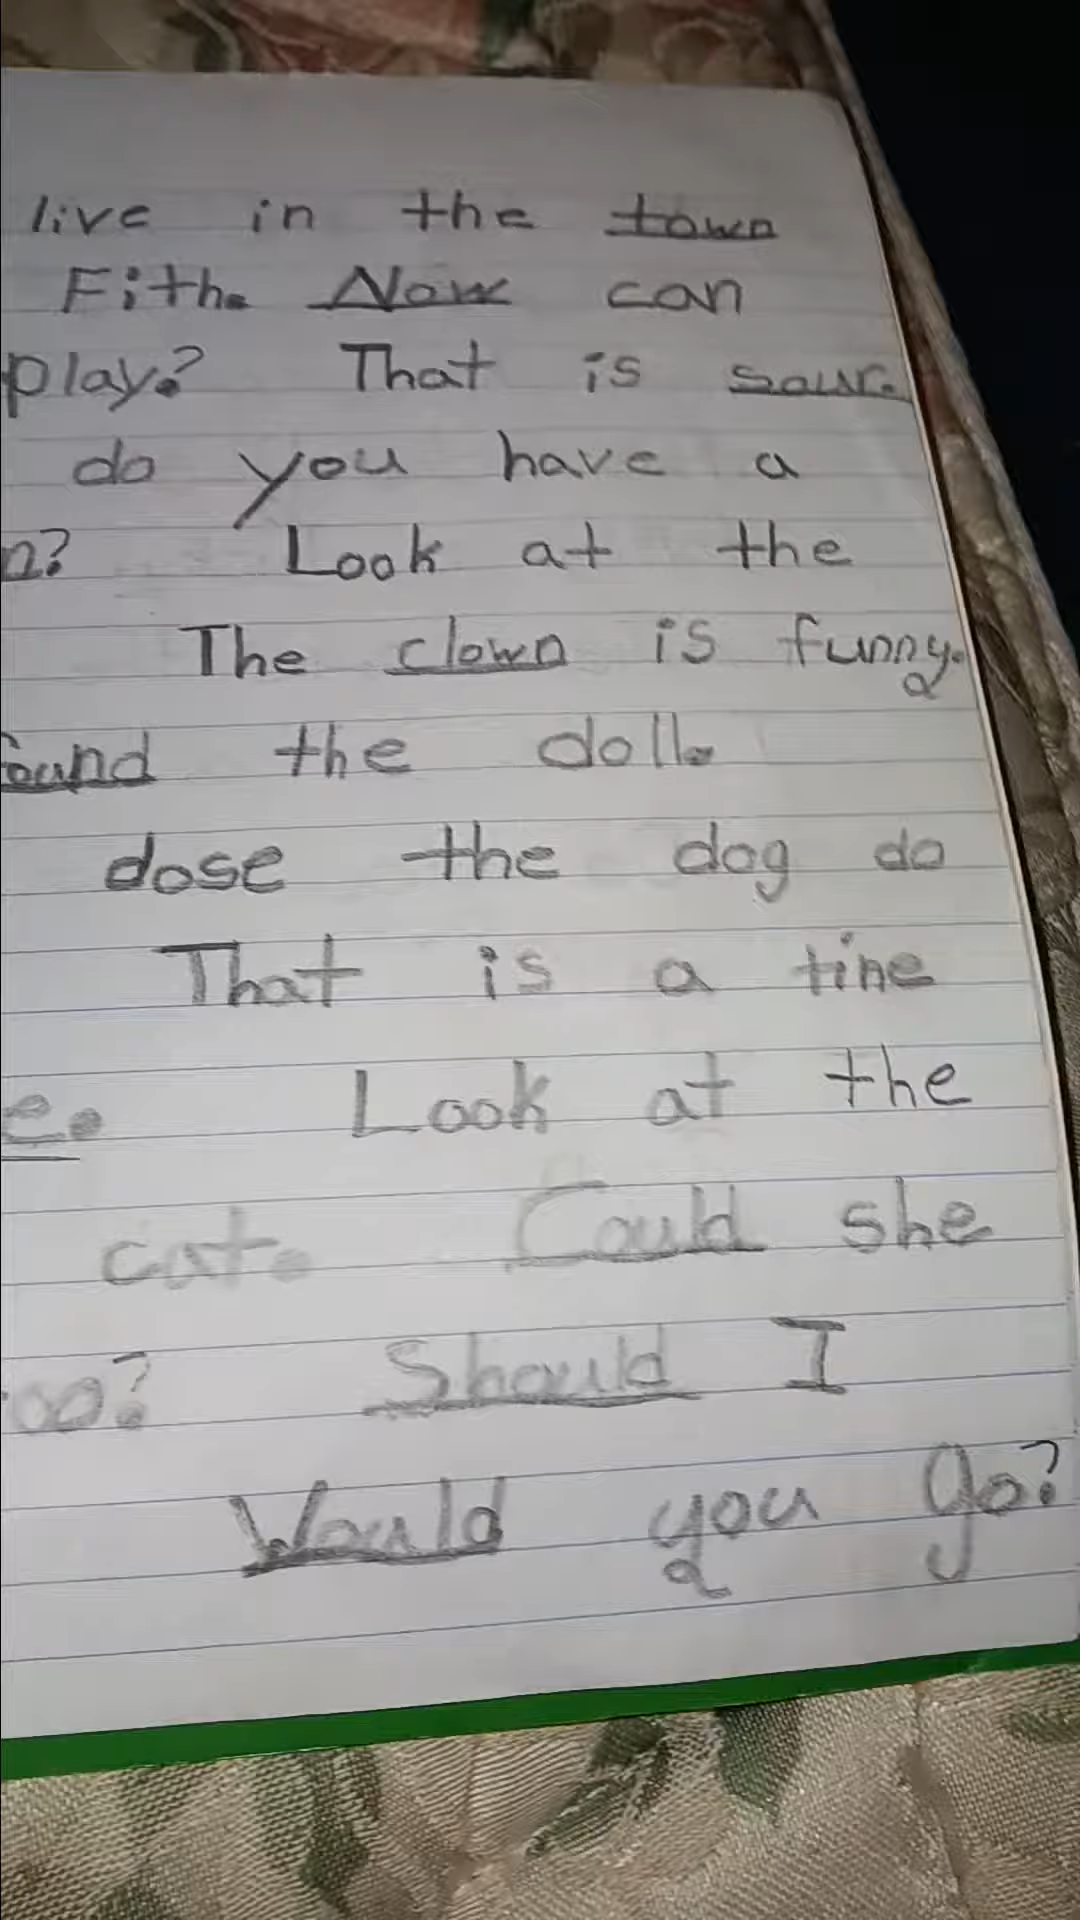 live in the town
Fith. Now can
play? That is sour.
do you have a
n? Look at the
The clown is funny.
ound the doll.
dose the dog do
That is a tine
e. Look at the
cat. Could she
oo? Should I
Would you go?